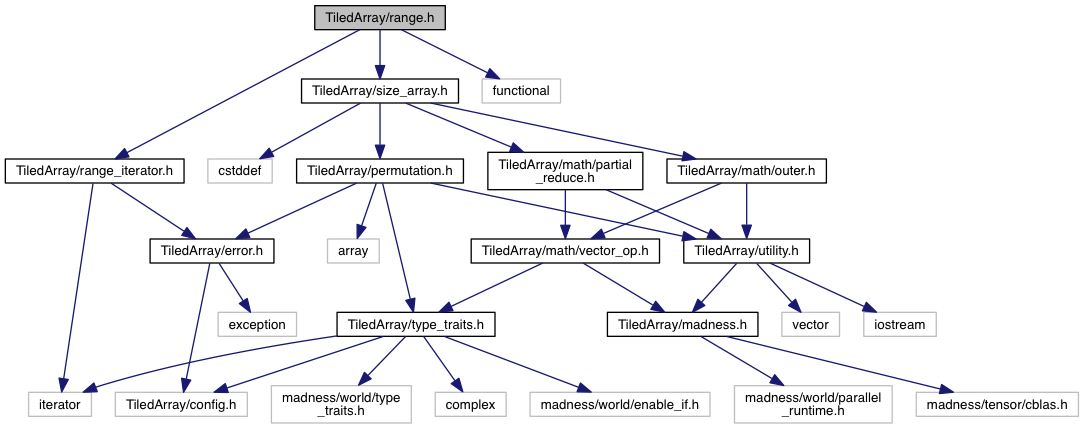 TiledArray/range.h
TiledArray/size_array.h
functional
TiledArray/range_iterator.h
cstddef
TiledArray/permutation.h
TiledArray/math/partial
_reduce.h
TiledArray/math/outer.h
TiledArray/error.h
array
TiledArray/math/vector_op.h
TiledArray/utility.h
exception
TiledArray/type_traits.h
TiledArray/madness.h
vector
iostream
iterator
TiledArray/config.h
madness/world/type
_traits.h
complex
madness/world/enable_if.h
madness/world/parallel
_runtime.h
madness/tensor/cblas.h